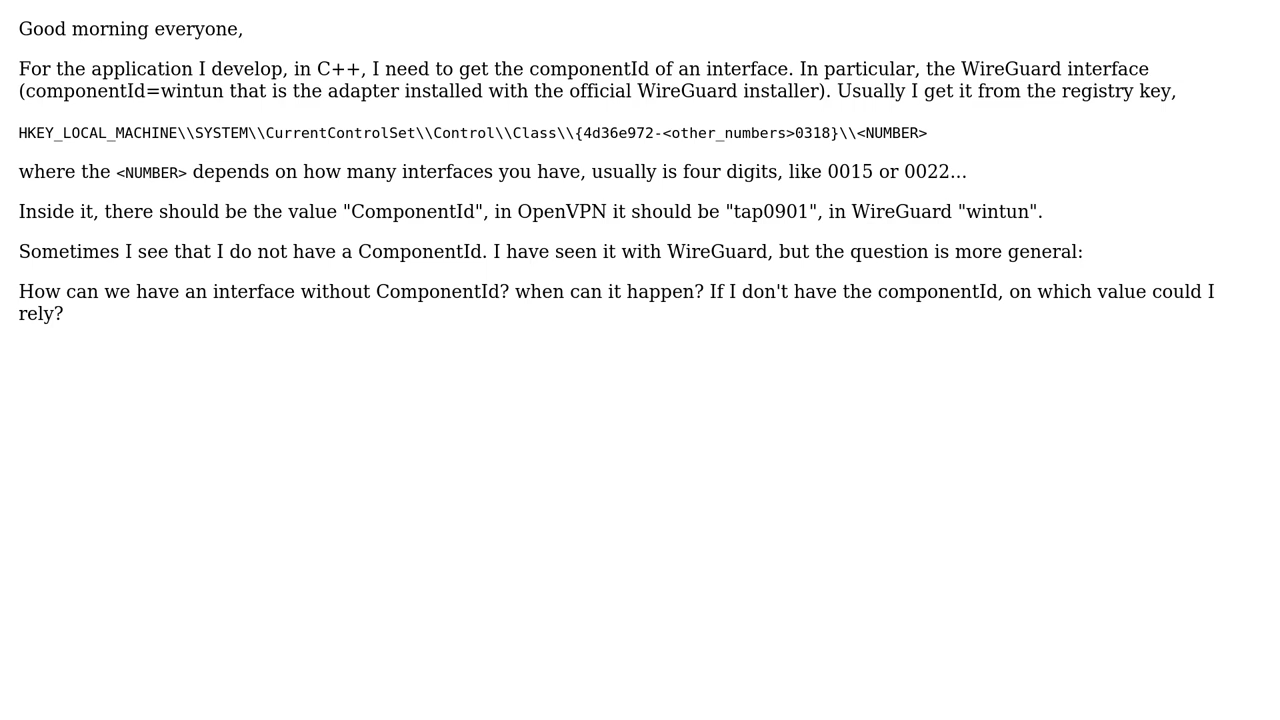 Good morning everyone,
For the application I develop, in C++, I need to get the componentId of an interface. In particular, the WireGuard interface
(componentId=wintun that is the adapter installed with the official WireGuard installer). Usually I get it from the registry key,
HKEY_LOCAL_MACHINE\\SYSTEM\\CurrentControlSet\\Control\\Class\\{4d36e972-<other_numbers>0318}\\<NUMBER>
where the <NUMBER> depends on how many interfaces you have, usually is four digits, like 0015 or 0022...
Inside it, there should be the value "ComponentId", in OpenVPN it should be "tap0901", in WireGuard "wintun".
Sometimes I see that I do not have a ComponentId. I have seen it with WireGuard, but the question is more general:
How can we have an interface without ComponentId? when can it happen? If I don't have the componentId, on which value could I
rely?